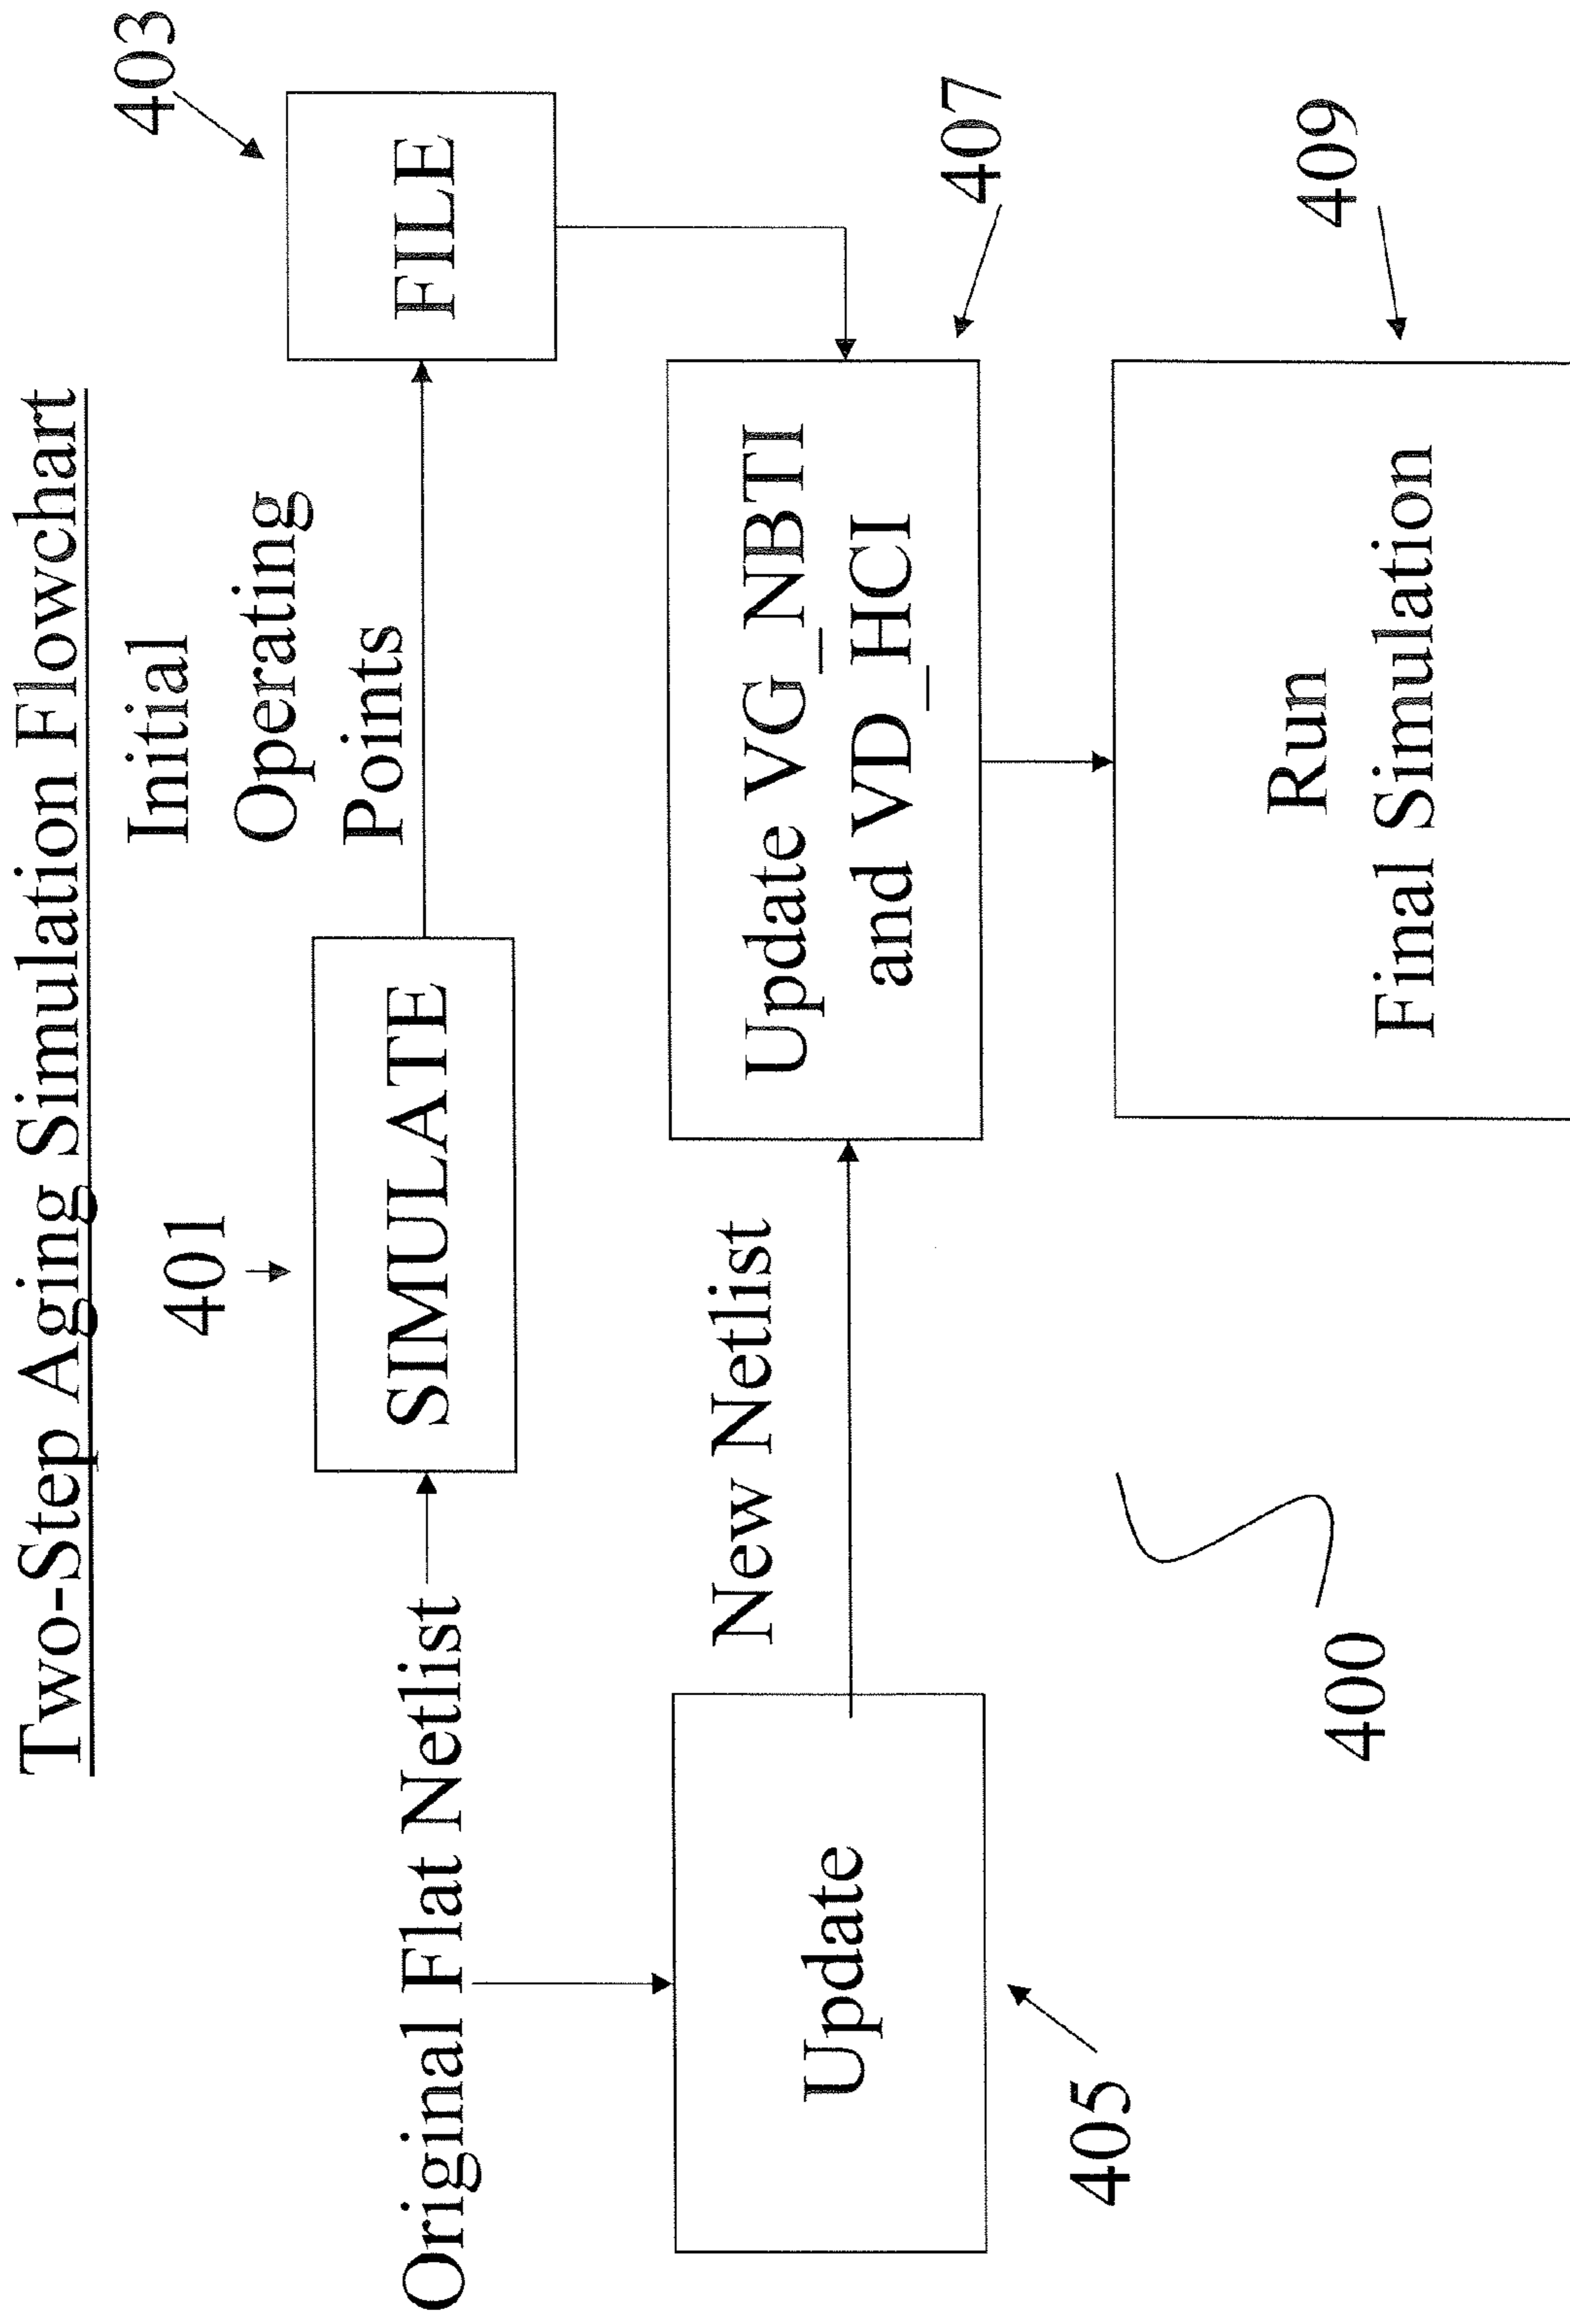 Two-Step Aging Simulation Flowchart
Initial
Operating
Points
401
403
Original Flat Netlist
SIMULATE
FILE
New Netlist
Update
Update VG_NBTI
and VD_HCI
405
407
Run
Final Simulation
409
400